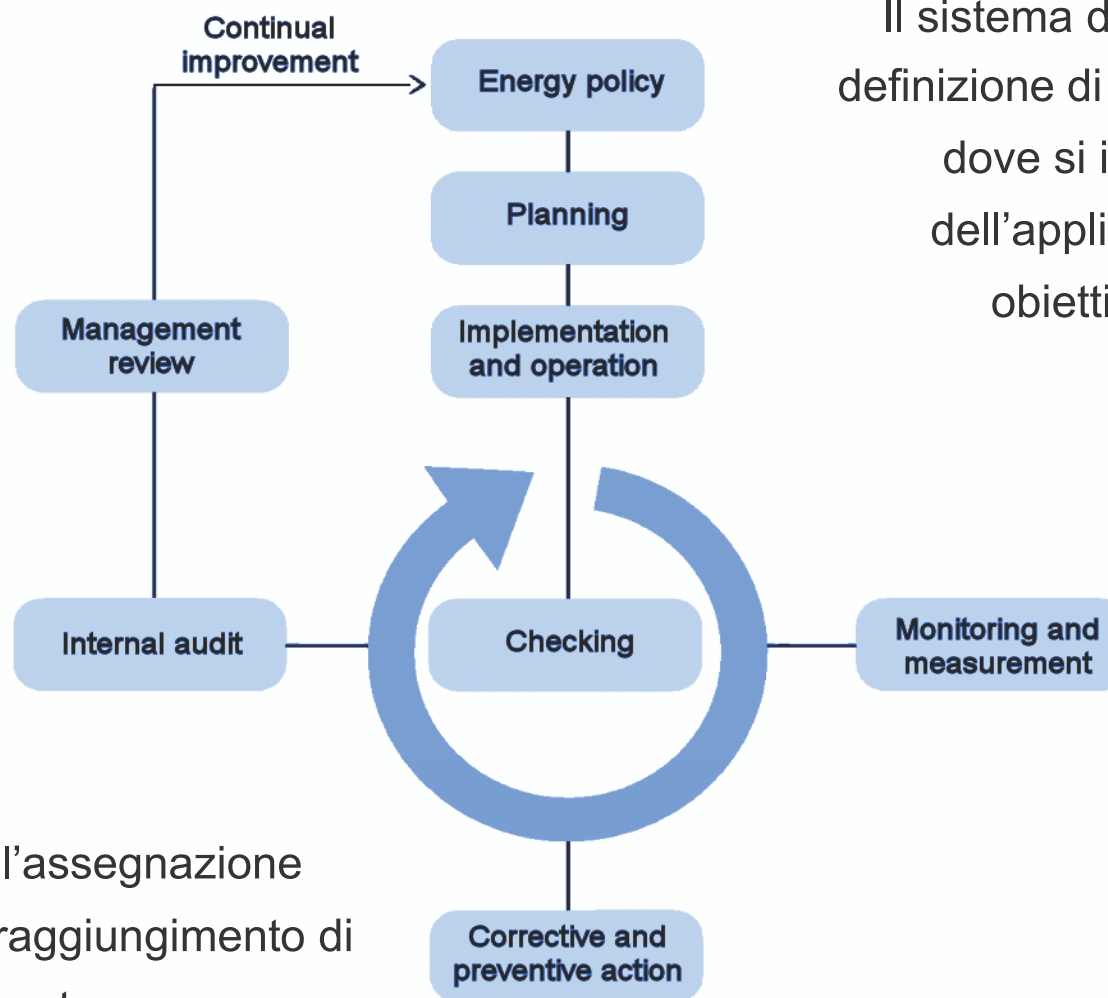 Continual
improvement
Energy policy
Planning
Implementation
and operation
Management
review
Internal audit
Checking
Monitoring and
measurement
Corrective and
preventive action
Il sistema d
definizione di
dove si i
dell’appli
obietti
l’assegnazione
raggiungimento di